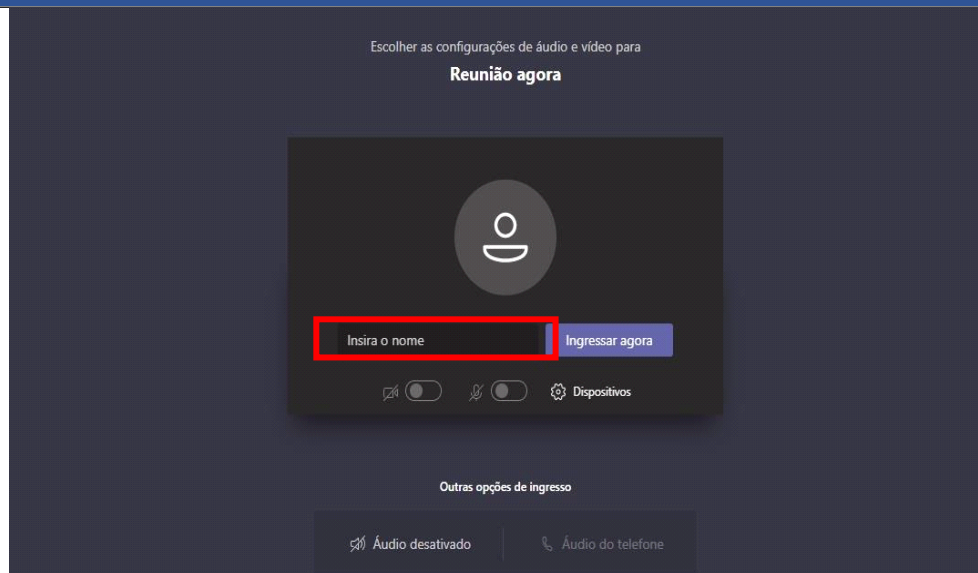 Escolher as configurações de áudio e vídeo para
Reunião agora
Insira o nome
Ingressar agora
Dispositivos
Outras opções de ingresso
Áudio desativado
Áudio do telefone